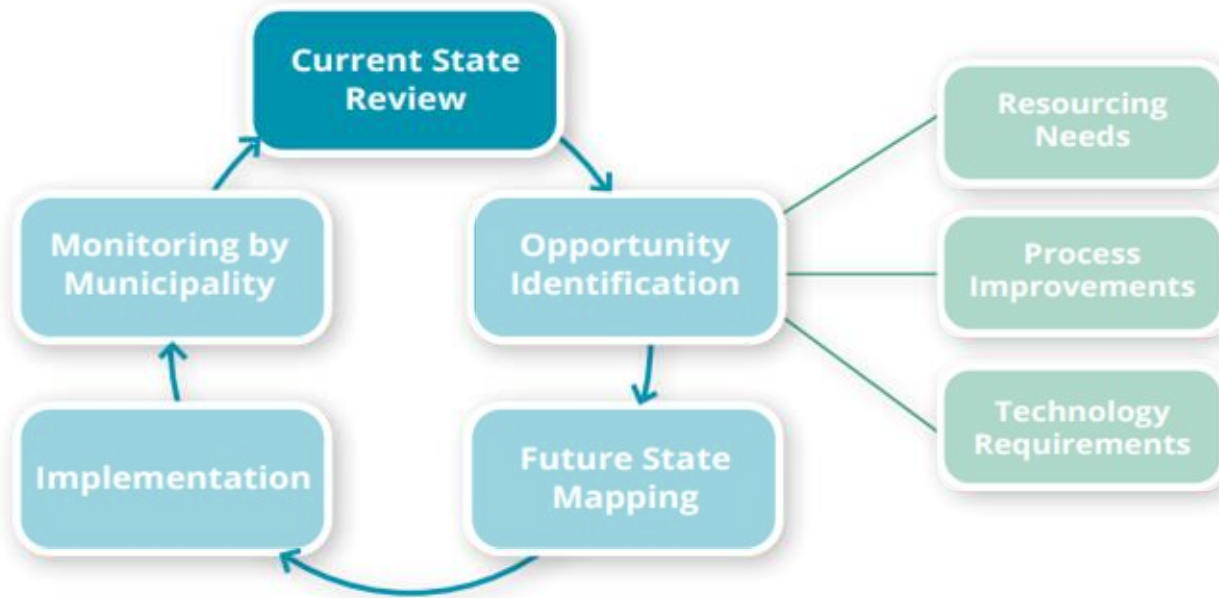 Current State
Review
Opportunity
Identification
Future State
Mapping
Implementation
Monitoring by
Municipality
Resourcing
Needs
Process
Improvements
Technology
Requirements